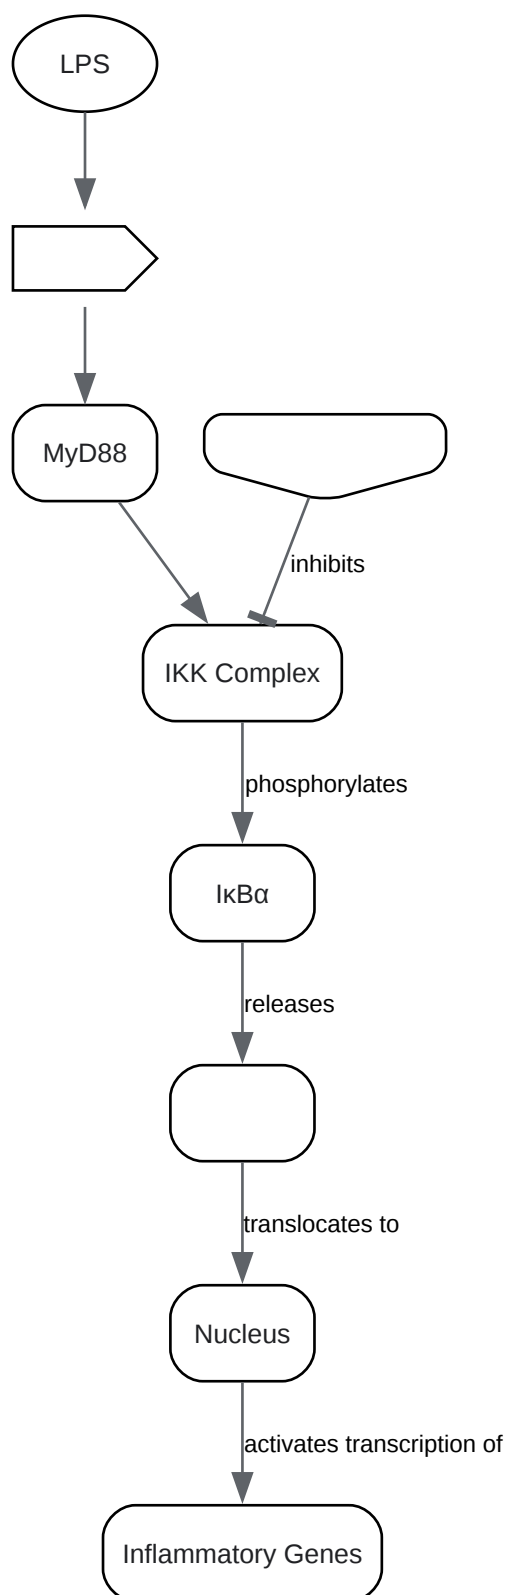 LPS
MyD88
inhibits
IKK Complex
phosphorylates
IκBα
releases
translocates to
Nucleus
activates transcription of
Inflammatory Genes